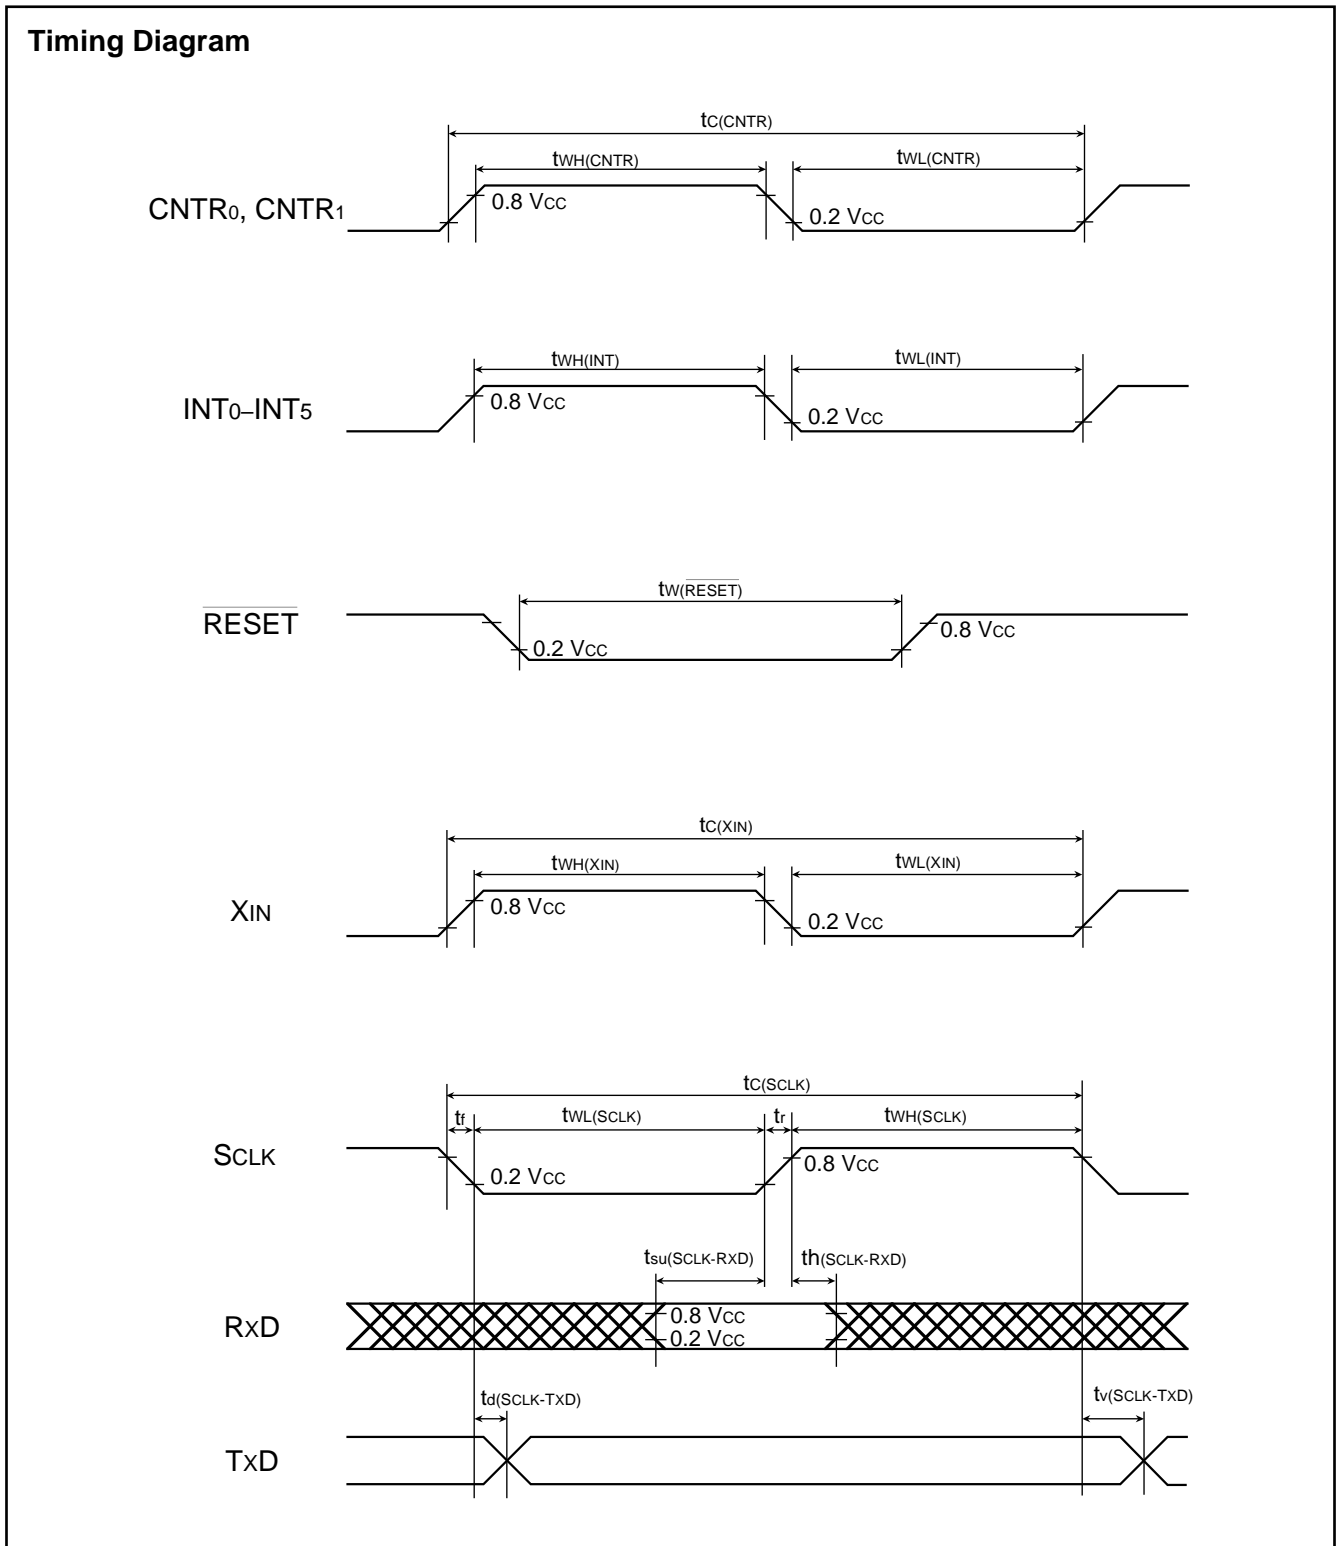 Timing Diagram
tC(CNTR)
tWH(CNTR)
tWL(CNTR)
CNTR0, CNTR1
0.8 VCC
0.2 VCC
tWH(INT)
tWL(INT)
INT0–INT5
0.8 VCC
0.2 VCC
tW(RESET)
RESET
0.2 VCC
0.8 VCC
tC(XIN)
tWH(XIN)
tWL(XIN)
XIN
0.8 VCC
0.2 VCC
tC(SCLK)
tf
tWL(SCLK)
tr
tWH(SCLK)
SCLK
0.2 VCC
0.8 VCC
tsu(SCLK-RXD)
th(SCLK-RXD)
RXD
0.8 VCC
0.2 VCC
td(SCLK-TXD)
tv(SCLK-TXD)
TXD